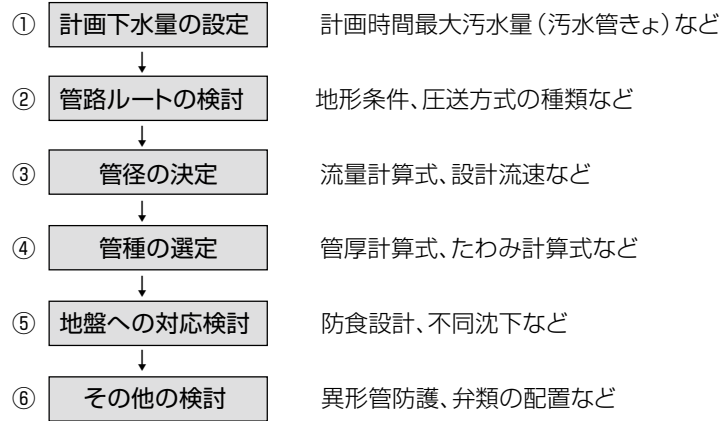 ① 計画下水量の設定 計画時間最大汚水量(汚水管きょ)など
② 管路ルートの検討 地形条件、圧送方式の種類など
③ 管径の決定 流量計算式、設計流速など
④ 管種の選定 管厚計算式、たわみ計算式など
⑤ 地盤への対応検討 防食設計、不同沈下など
⑥ その他の検討 異形管防護、弁類の配置など